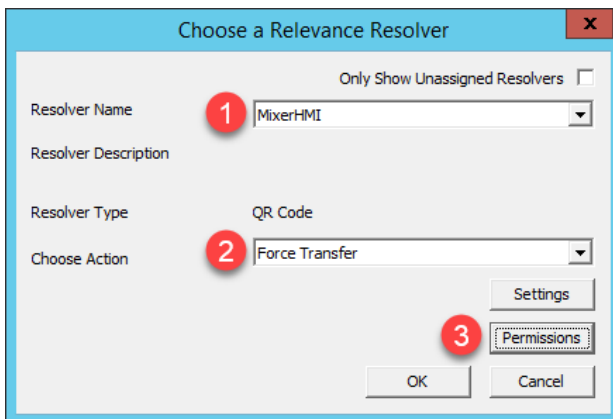 Choose a Relevance Resolver
x
Only Show Unassigned Resolvers
Resolver Name
1
MixerHMI
Resolver Description
Resolver Type
QR Code
Choose Action
2
Force Transfer
Settings
3
Permissions
OK
Cancel